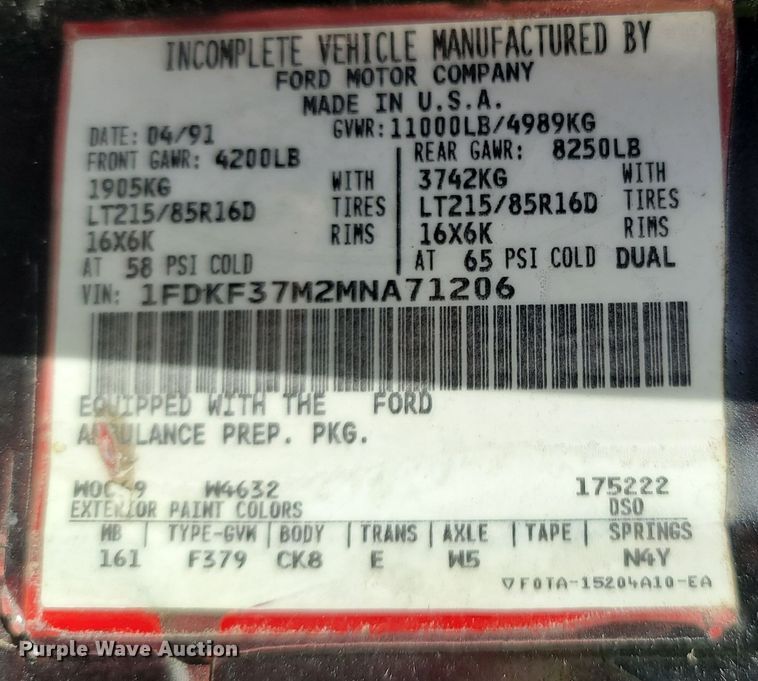 INCOMPLETE VEHICLE MANUFACTURED BY
FORD MOTOR COMPANY
MADE IN U.S.A.
DATE: 04/91 GVWR: 11000LB/4989KG
FRONT GAWR: 4200LB REAR GAWR: 8250LB
1905KG WITH 3742KG WITH
LT215/85R16D TIRES LT215/85R16D TIRES
16X6K RIMS 16X6K RIMS
AT 58 PSI COLD AT 65 PSI COLD DUAL
VIN: 1FDKF37M2MNA71206
EQUIPPED WITH THE FORD
AMBULANCE PREP. PKG.
W4632 175222
EXTERIOR PAINT COLORS DSO
WB | TYPE-GVW | BODY | TRANS | AXLE | TAPE | SPRINGS
161 F379 CK8 E W5 N4Y
▽F0TA-15204A10-EA
Purple Wave Auction